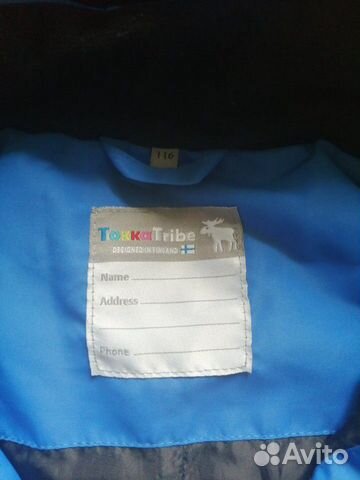 116
TokkaTribe
DESIGNED IN FINLAND
Name
Address
Phone
Avito